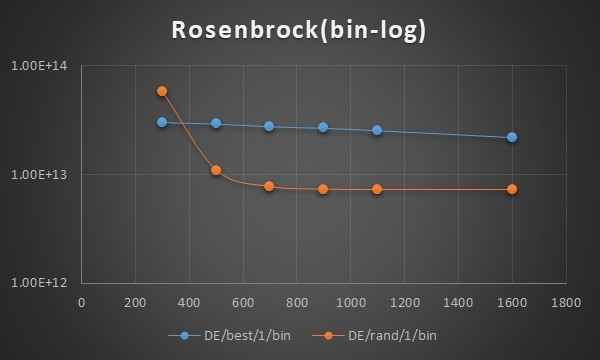 Rosenbrock(bin-log)
1.00E+14
1.00E+13
1.00E+12
0 200 400 600 800 1000 1200 1400 1600 1800
DE/best/1/bin DE/rand/1/bin